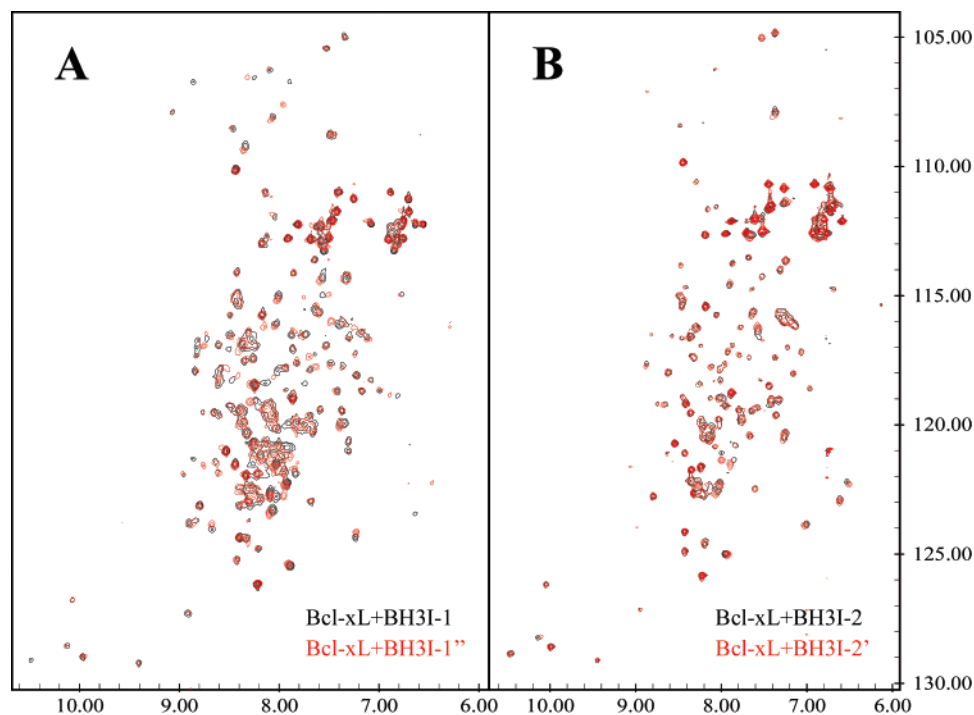 A
B
105.00
110.00
115.00
120.00
125.00
130.00
Bcl-xL+BH3I-1
Bcl-xL+BH3I-1’’
Bcl-xL+BH3I-2
Bcl-xL+BH3I-2’
10.00 9.00 8.00 7.00 6.00
10.00 9.00 8.00 7.00 6.00